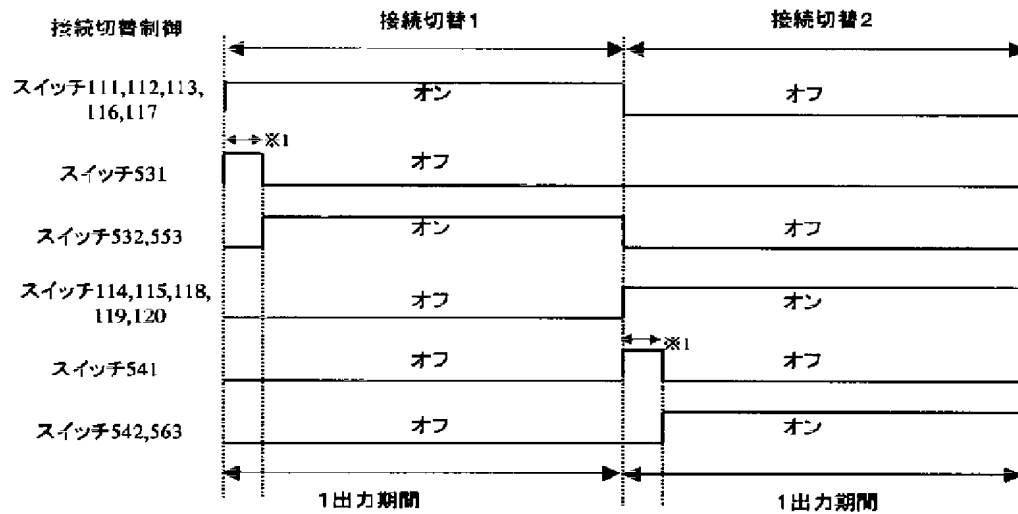 接続切替制御
接続切替1
接続切替2
スイッチ111,112,113,
116,117
オン
オフ
※1
スイッチ531
オフ
スイッチ532,553
オン
オフ
スイッチ114,115,118,
119,120
オフ
オン
※1
スイッチ541
オフ
オフ
スイッチ542,563
オフ
オン
1出力期間
1出力期間